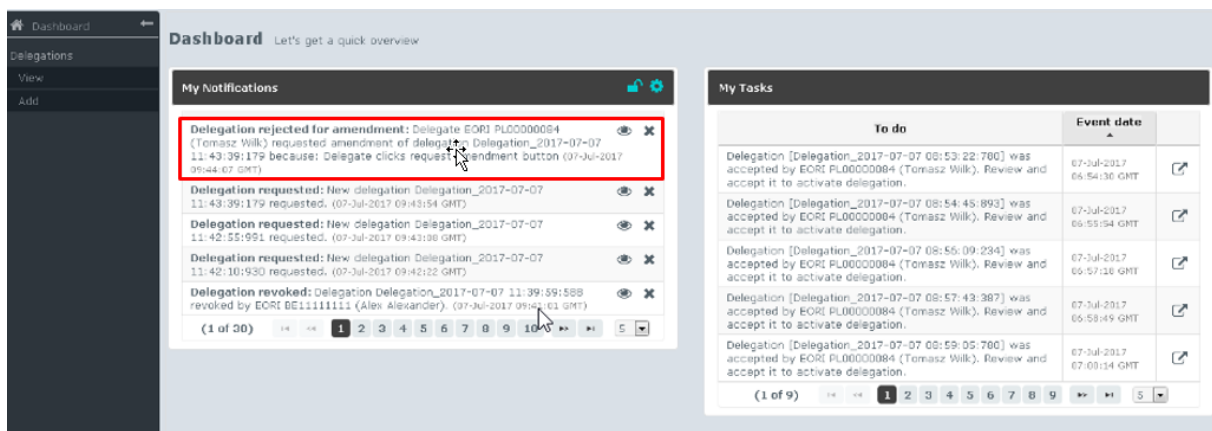 Dashboard
Delegations
View
Add
Dashboard Let's get a quick overview
My Notifications
Delegation rejected for amendment: Delegate EORI PL00000084
(Tomasz Wilk) requested amendment of delegation Delegation_2017-07-07
11:43:39:179 because: Delegate clicks request amendment button (07-Jul-2017
09:44:07 GMT)
Delegation requested: New delegation Delegation_2017-07-07
11:43:39:179 requested. (07-Jul-2017 09:43:54 GMT)
Delegation requested: New delegation Delegation_2017-07-07
11:42:55:991 requested. (07-Jul-2017 09:43:08 GMT)
Delegation requested: New delegation Delegation_2017-07-07
11:42:10:930 requested. (07-Jul-2017 09:42:22 GMT)
Delegation revoked: Delegation Delegation_2017-07-07 11:39:59:588
revoked by EORI BE11111111 (Alex Alexander). (07-Jul-2017 09:41:01 GMT)
(1 of 30) 1 2 3 4 5 6 7 8 9 10 5
My Tasks
To do Event date
Delegation [Delegation_2017-07-07 08:53:22:780] was
accepted by EORI PL00000084 (Tomasz Wilk). Review and
accept it to activate delegation.
07-Jul-2017
06:54:30 GMT
Delegation [Delegation_2017-07-07 08:54:45:893] was
accepted by EORI PL00000084 (Tomasz Wilk). Review and
accept it to activate delegation.
07-Jul-2017
06:55:54 GMT
Delegation [Delegation_2017-07-07 08:56:09:234] was
accepted by EORI PL00000084 (Tomasz Wilk). Review and
accept it to activate delegation.
07-Jul-2017
06:57:18 GMT
Delegation [Delegation_2017-07-07 08:57:43:387] was
accepted by EORI PL00000084 (Tomasz Wilk). Review and
accept it to activate delegation.
07-Jul-2017
06:58:49 GMT
Delegation [Delegation_2017-07-07 08:59:05:780] was
accepted by EORI PL00000084 (Tomasz Wilk). Review and
accept it to activate delegation.
07-Jul-2017
07:00:14 GMT
(1 of 9) 1 2 3 4 5 6 7 8 9 5